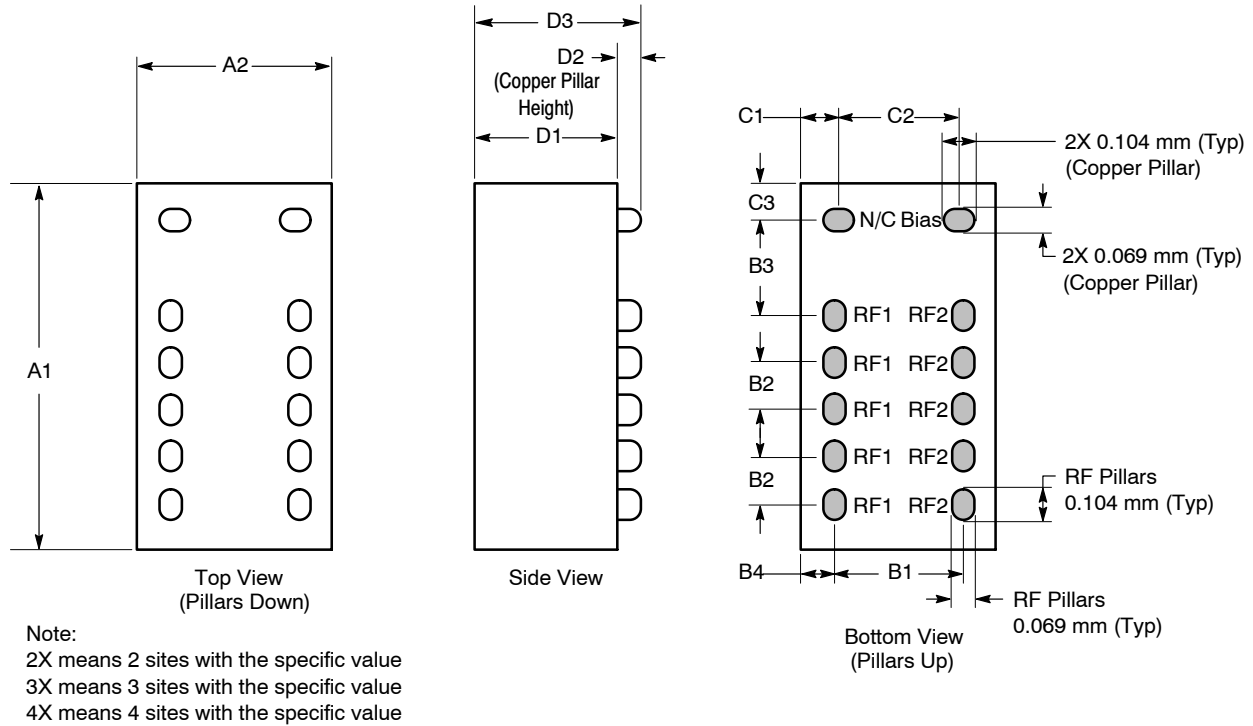 D3
D2
(Copper Pillar
Height)
D1
A2
A1
Top View
(Pillars Down)
Side View
C1
C2
2X 0.104 mm (Typ)
(Copper Pillar)
C3
N/C Bias
2X 0.069 mm (Typ)
(Copper Pillar)
B3
RF1 RF2
RF1 RF2
B2
RF1 RF2
RF1 RF2
B2
RF1 RF2
RF Pillars
0.104 mm (Typ)
B4
B1
RF Pillars
0.069 mm (Typ)
Bottom View
(Pillars Up)
Note:
2X means 2 sites with the specific value
3X means 3 sites with the specific value
4X means 4 sites with the specific value